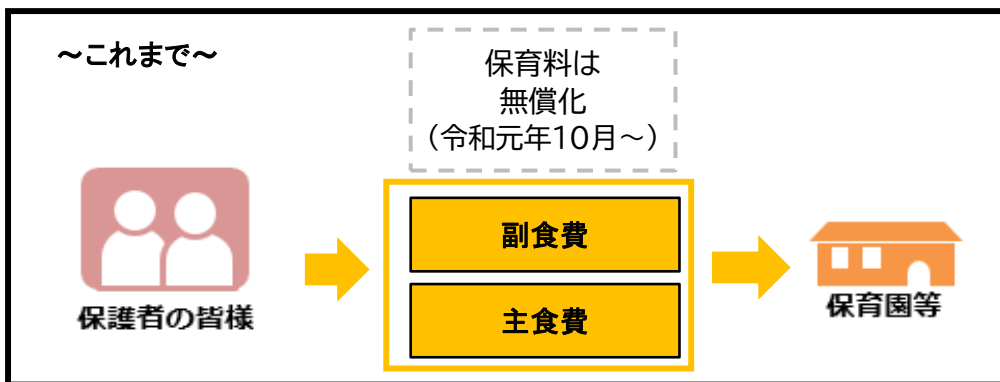 ～これまで～
保育料は
無償化
（令和元年10月～）
副食費
主食費
保護者の皆様
保育園等